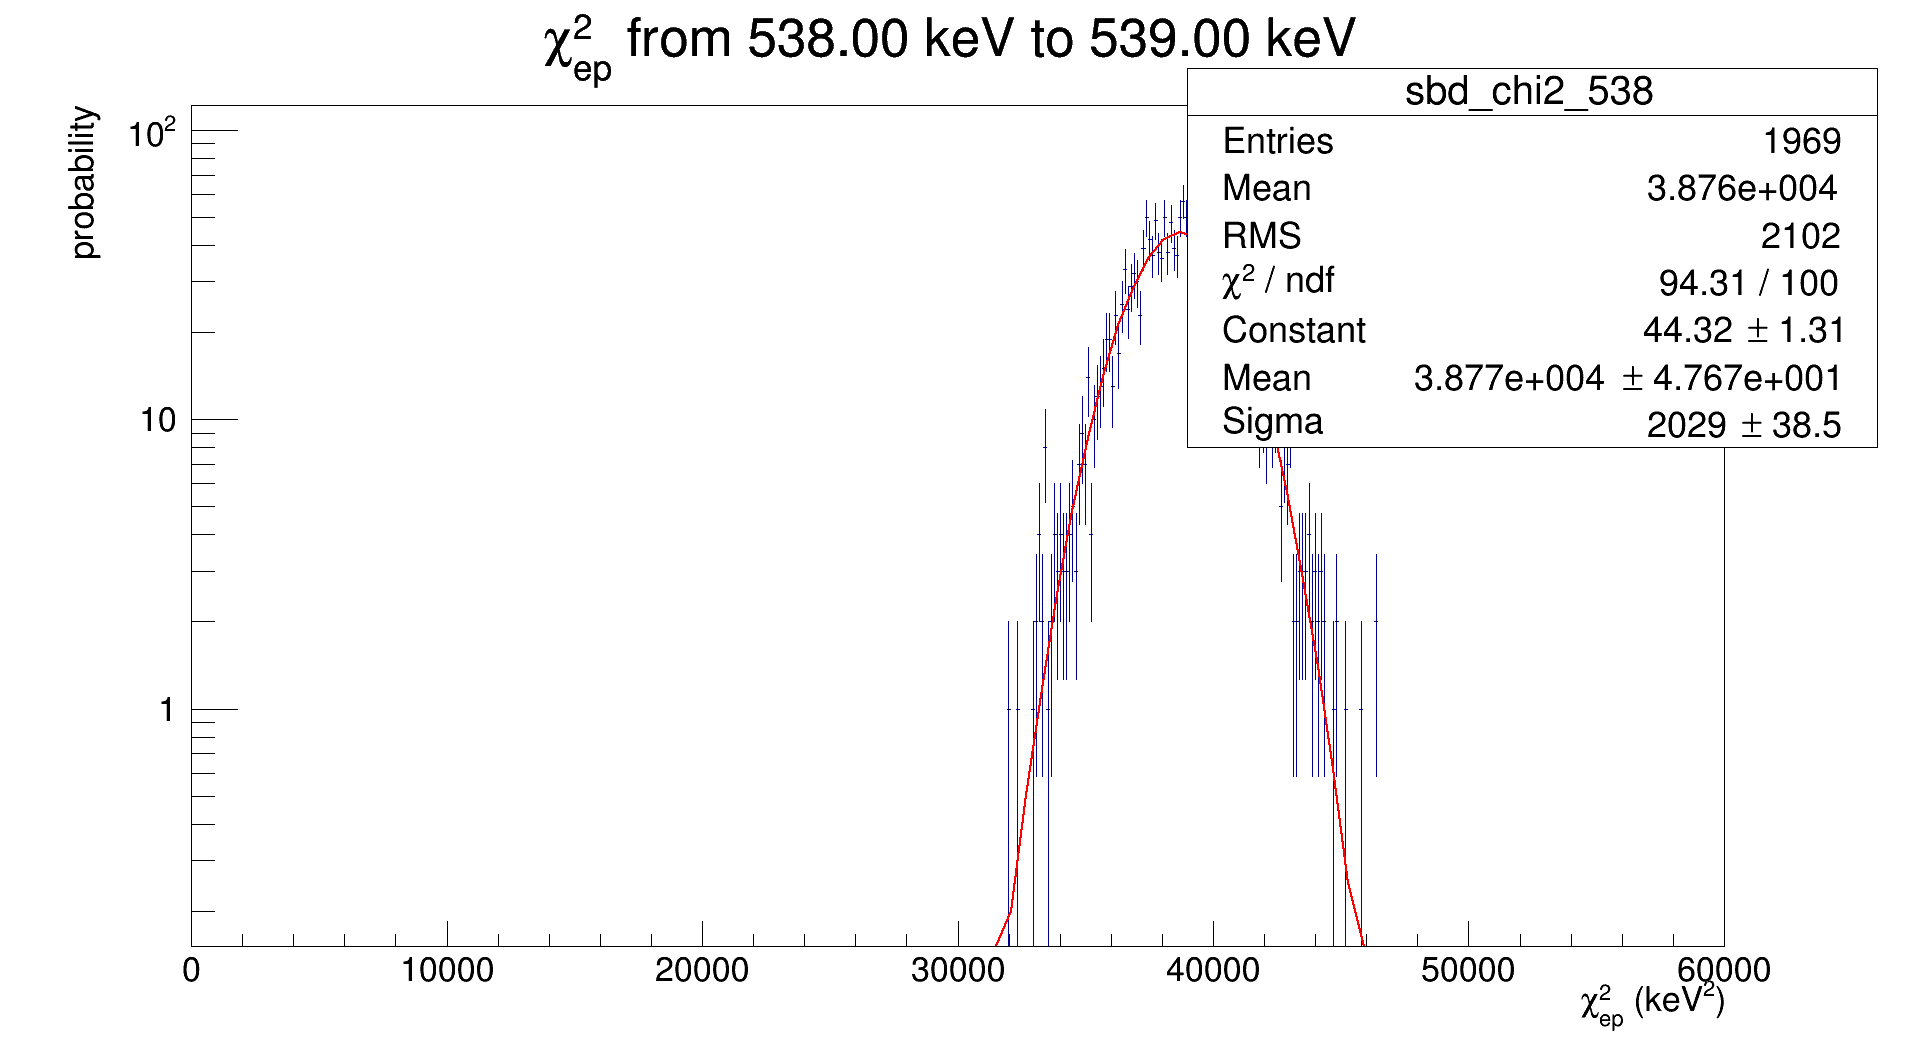 χ²ep from 538.00 keV to 539.00 keV
sbd_chi2_538
Entries 1969
Mean 3.876e+004
RMS 2102
χ² / ndf 94.31 / 100
Constant 44.32 ± 1.31
Mean 3.877e+004 ± 4.767e+001
Sigma 2029 ± 38.5
probability
10²
10
1
0 10000 20000 30000 40000 50000 60000
χ²ep (keV²)